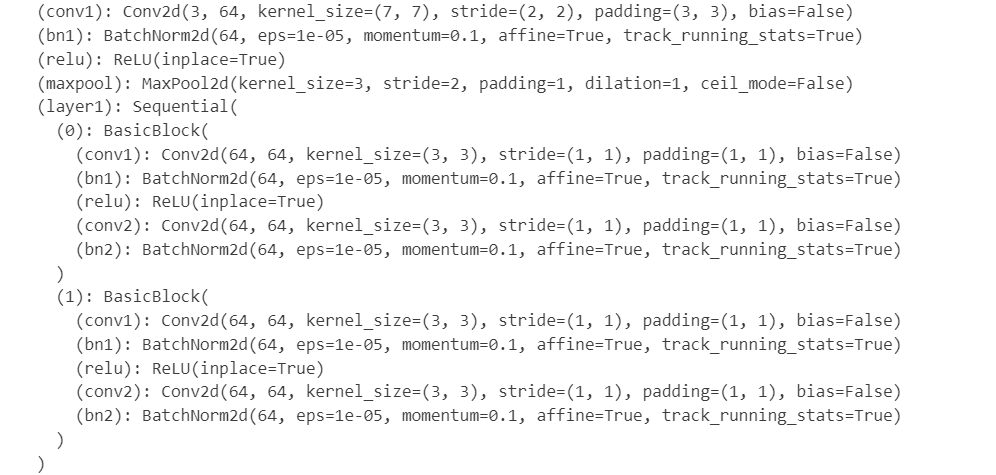 (conv1): Conv2d(3, 64, kernel_size=(7, 7), stride=(2, 2), padding=(3, 3), bias=False)
(bn1): BatchNorm2d(64, eps=1e-05, momentum=0.1, affine=True, track_running_stats=True)
(relu): ReLU(inplace=True)
(maxpool): MaxPool2d(kernel_size=3, stride=2, padding=1, dilation=1, ceil_mode=False)
(layer1): Sequential(
  (0): BasicBlock(
    (conv1): Conv2d(64, 64, kernel_size=(3, 3), stride=(1, 1), padding=(1, 1), bias=False)
    (bn1): BatchNorm2d(64, eps=1e-05, momentum=0.1, affine=True, track_running_stats=True)
    (relu): ReLU(inplace=True)
    (conv2): Conv2d(64, 64, kernel_size=(3, 3), stride=(1, 1), padding=(1, 1), bias=False)
    (bn2): BatchNorm2d(64, eps=1e-05, momentum=0.1, affine=True, track_running_stats=True)
  )
  (1): BasicBlock(
    (conv1): Conv2d(64, 64, kernel_size=(3, 3), stride=(1, 1), padding=(1, 1), bias=False)
    (bn1): BatchNorm2d(64, eps=1e-05, momentum=0.1, affine=True, track_running_stats=True)
    (relu): ReLU(inplace=True)
    (conv2): Conv2d(64, 64, kernel_size=(3, 3), stride=(1, 1), padding=(1, 1), bias=False)
    (bn2): BatchNorm2d(64, eps=1e-05, momentum=0.1, affine=True, track_running_stats=True)
  )
)